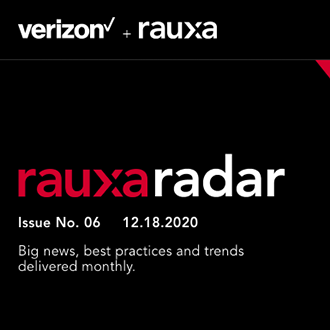 verizon✓ + rauxa
rauxaradar
Issue No. 06 12.18.2020
Big news, best practices and trends
delivered monthly.